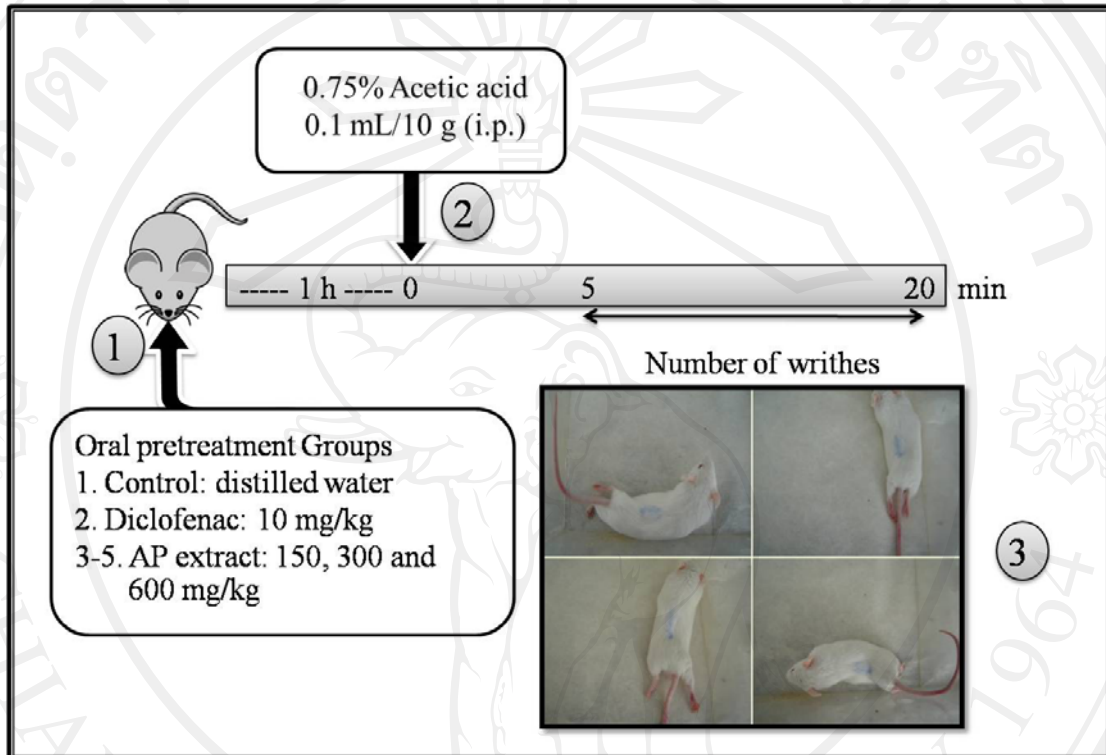 0.75% Acetic acid
0.1 mL/10 g (i.p.)
2
----- 1 h ----- 0 5 20 min
1
Number of writhes
Oral pretreatment Groups
1. Control: distilled water
2. Diclofenac: 10 mg/kg
3-5. AP extract: 150, 300 and
600 mg/kg
3
1964